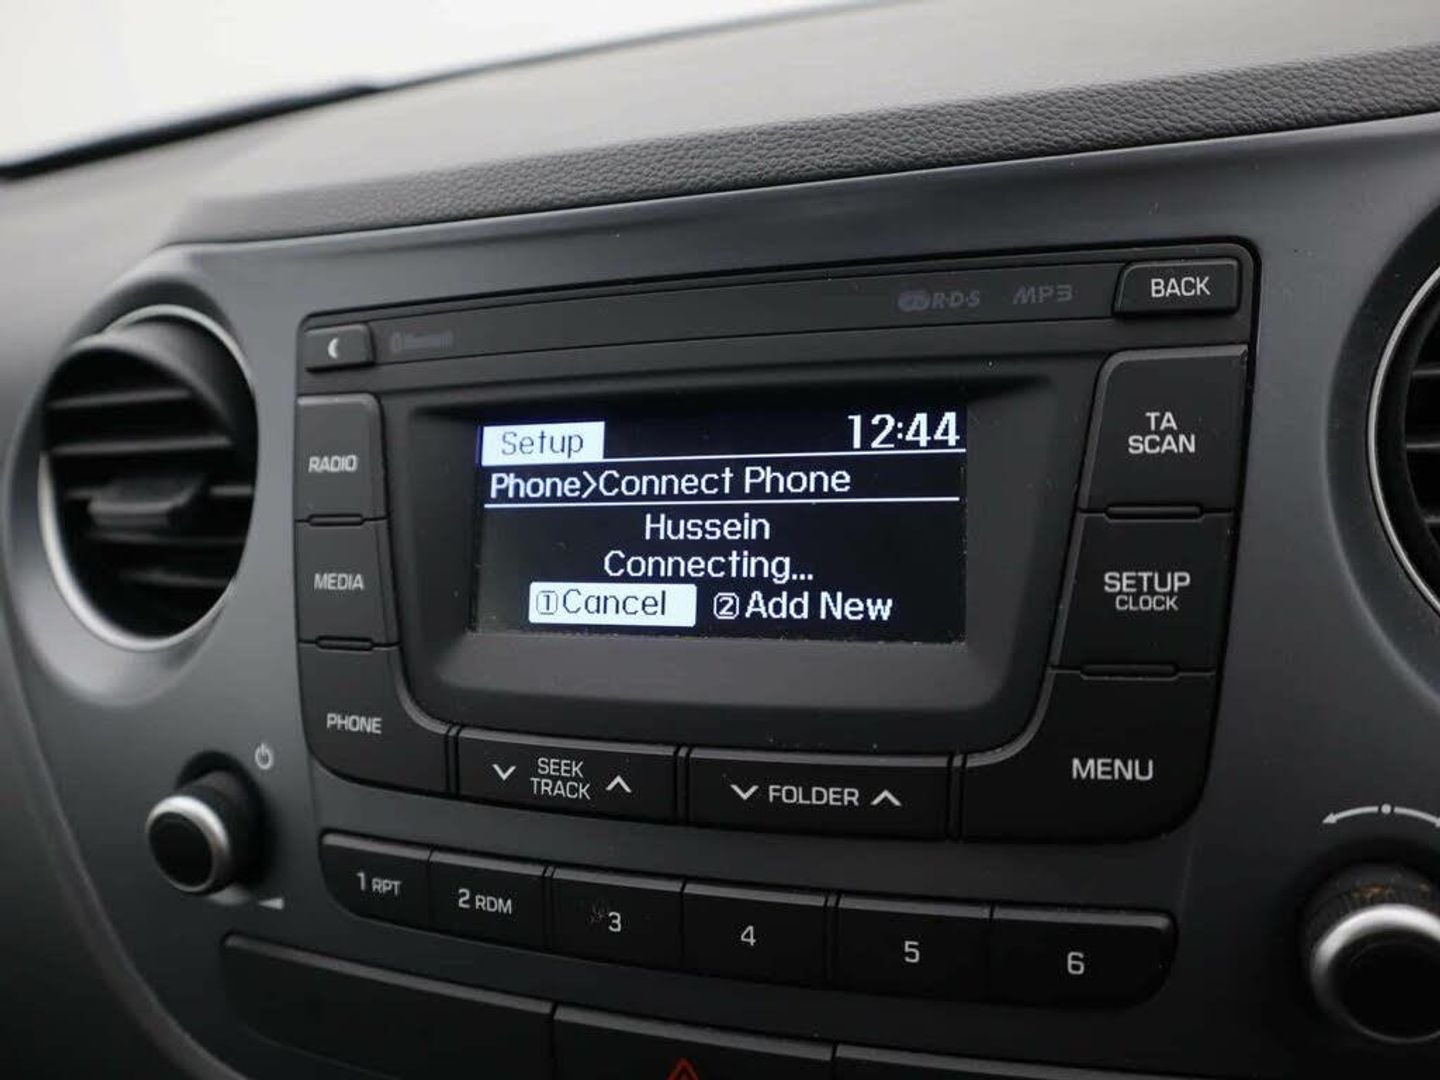 R·D·S MP3 BACK
Bluetooth
Setup 12:44
Phone>Connect Phone
Hussein
Connecting...
1Cancel 2Add New
RADIO
MEDIA
PHONE
TA
SCAN
SETUP
CLOCK
MENU
SEEK
TRACK
FOLDER
1 RPT 2 RDM 3 4 5 6